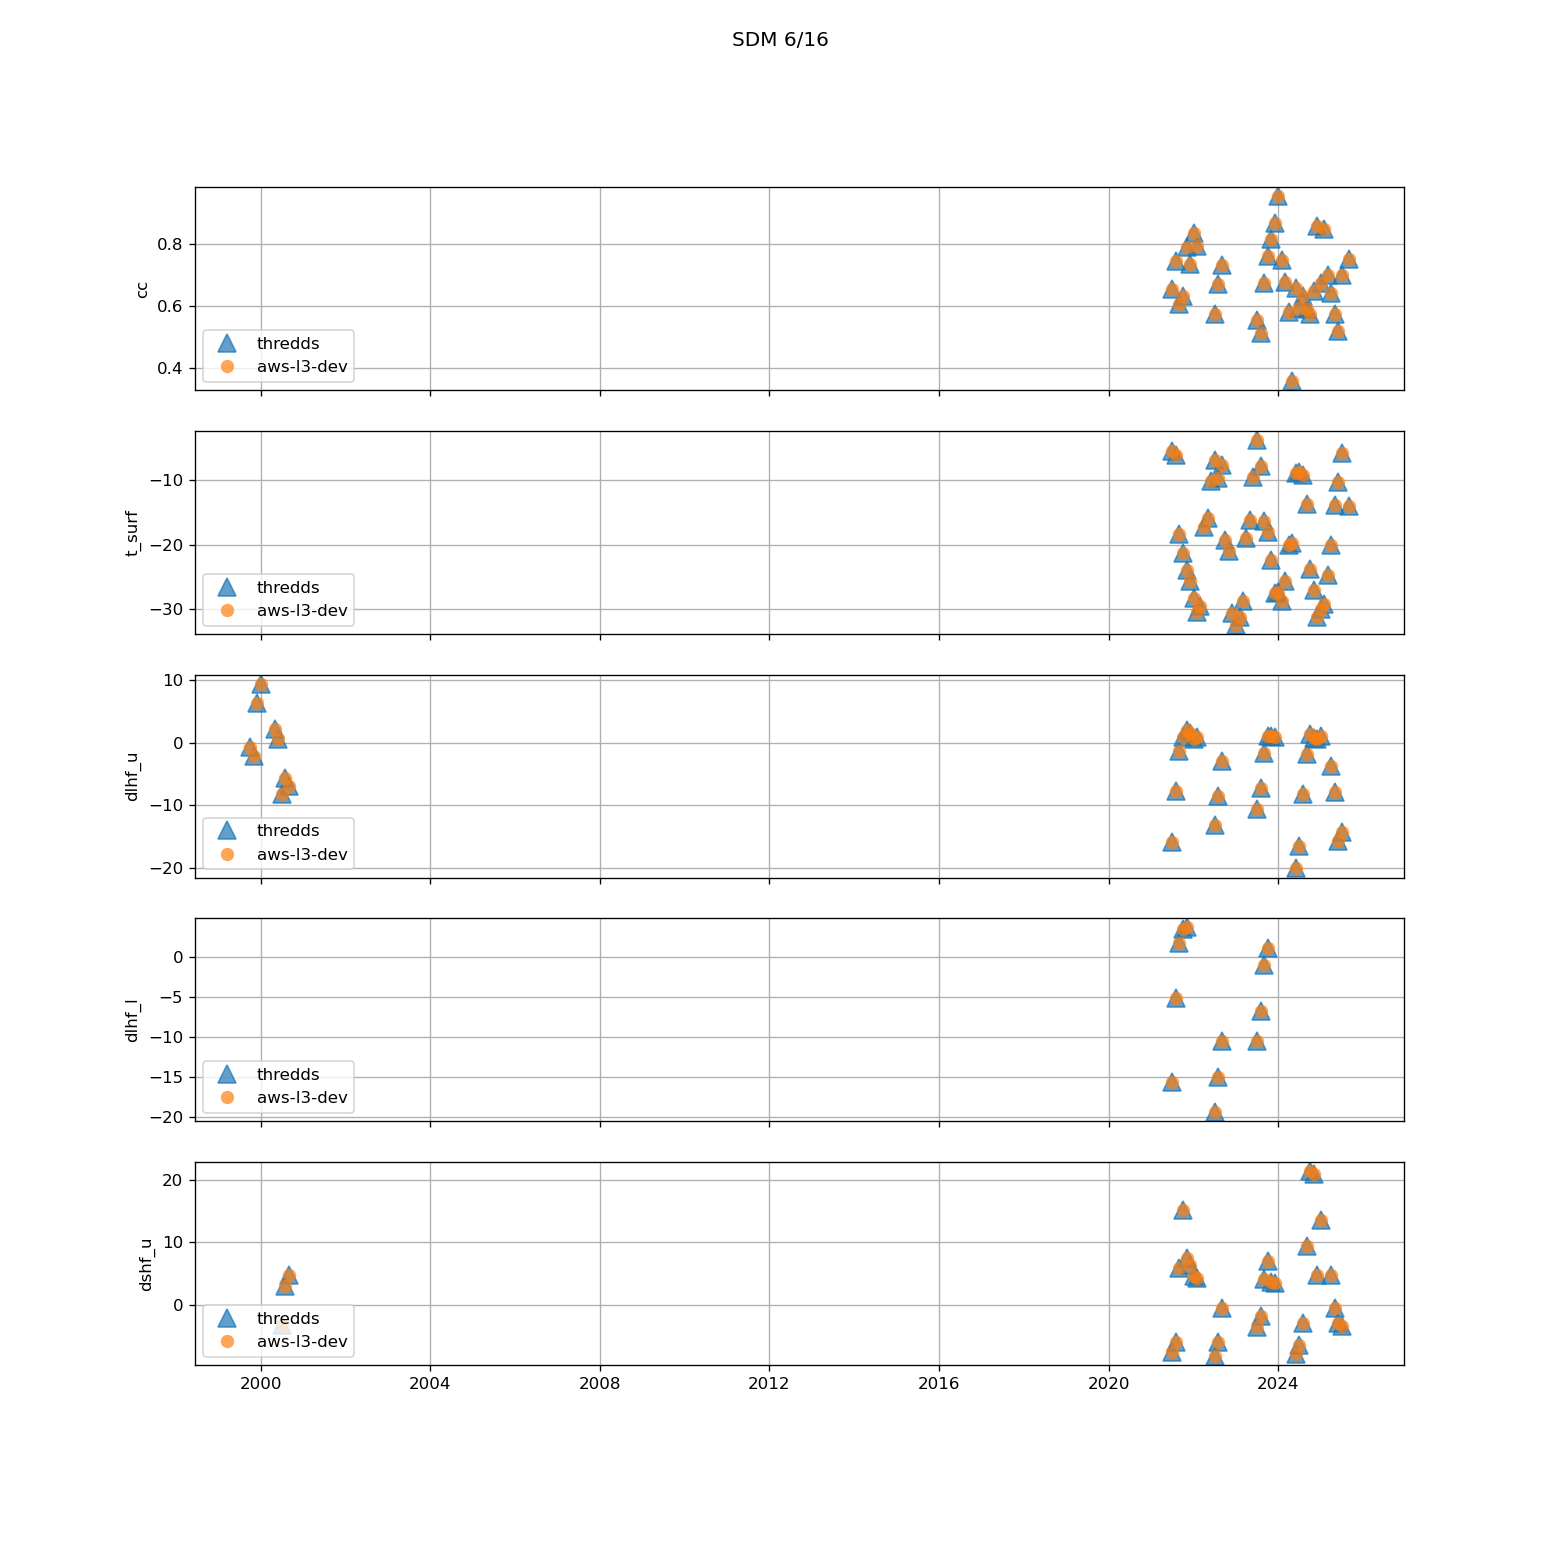 SDM 6/16
0.8
0.6
0.4
cc
thredds
aws-l3-dev
−10
−20
−30
t_surf
thredds
aws-l3-dev
10
0
−10
−20
dlhf_u
thredds
aws-l3-dev
0
−5
−10
−15
−20
dlhf_l
thredds
aws-l3-dev
20
10
0
dshf_u
thredds
aws-l3-dev
2000 2004 2008 2012 2016 2020 2024